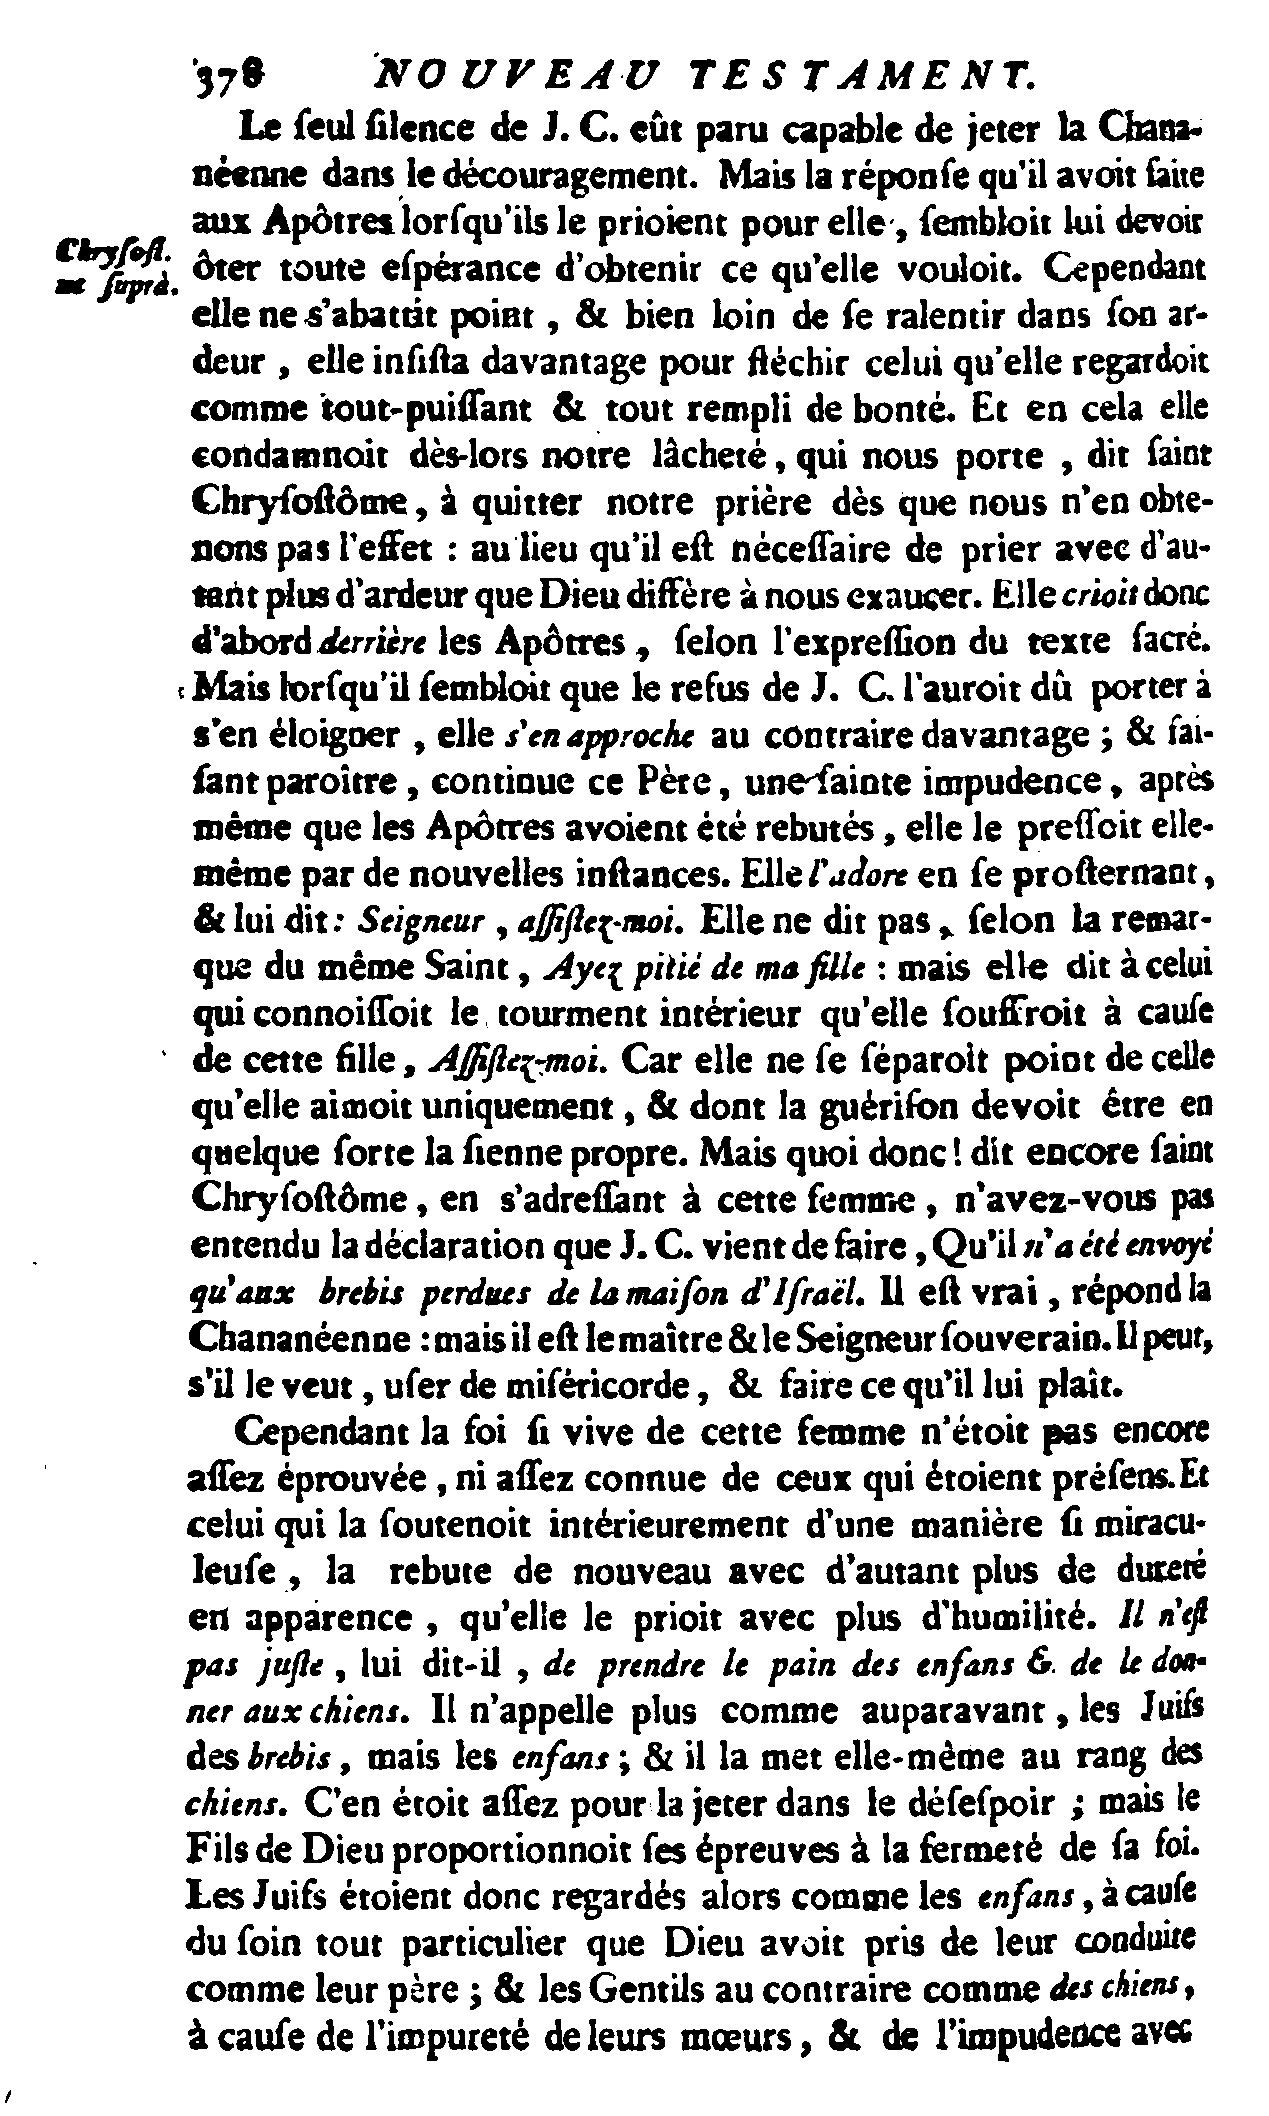 378 NOUVEAU TESTAMENT.
Le ſeul ſilence de J. C. eût paru capable de jeter la Chana-
néenne dans le découragement. Mais la réponſe qu'il avoit faite
aux Apôtres lorſqu'ils le prioient pour elle, ſembloit lui devoir
Chryſoſt.
ut ſuprà.
ôter toute eſpérance d'obtenir ce qu'elle vouloit. Cependant
elle ne s'abattit point, & bien loin de ſe ralentir dans ſon ar-
deur, elle inſiſta davantage pour fléchir celui qu'elle regardoit
comme tout-puiſſant & tout rempli de bonté. Et en cela elle
condamnoit dès-lors notre lâcheté, qui nous porte, dit ſaint
Chryſoſtôme, à quitter notre prière dès que nous n'en obte-
nons pas l'effet : au lieu qu'il eſt néceſſaire de prier avec d'au-
tant plus d'ardeur que Dieu diffère à nous exaucer. Elle crioit donc
d'abord derrière les Apôtres, ſelon l'expreſſion du texte ſacré.
Mais lorſqu'il ſembloit que le refus de J. C. l'auroit dû porter à
s'en éloigner, elle s'en approche au contraire davantage ; & fai-
ſant paroître, continue ce Père, une ſainte impudence, après
même que les Apôtres avoient été rebutés, elle le preſſoit elle-
même par de nouvelles inſtances. Elle l'adore en ſe proſternant,
& lui dit : Seigneur, aſſiſtez-moi. Elle ne dit pas, ſelon la remar-
que du même Saint, Ayez pitié de ma fille : mais elle dit à celui
qui connoiſſoit le tourment intérieur qu'elle ſouffroit à cauſe
de cette fille, Aſſiſtez-moi. Car elle ne ſe ſéparoit point de celle
qu'elle aimoit uniquement, & dont la guériſon devoit être en
quelque ſorte la ſienne propre. Mais quoi donc ! dit encore ſaint
Chryſoſtôme, en s'adreſſant à cette femme, n'avez-vous pas
entendu la déclaration que J. C. vient de faire, Qu'il n'a été envoyé
qu'aux brebis perdues de la maiſon d'Iſraël. Il eſt vrai, répond la
Chananéenne : mais il eſt le maître & le Seigneur ſouverain. Il peut,
s'il le veut, uſer de miſéricorde, & faire ce qu'il lui plaît.
Cependant la foi ſi vive de cette femme n'étoit pas encore
aſſez éprouvée, ni aſſez connue de ceux qui étoient préſens. Et
celui qui la ſoutenoit intérieurement d'une manière ſi miracu-
leuſe, la rebute de nouveau avec d'autant plus de dureté
en apparence, qu'elle le prioit avec plus d'humilité. Il n'eſt
pas juſte, lui dit-il, de prendre le pain des enfans & de le don-
ner aux chiens. Il n'appelle plus comme auparavant, les Juifs
des brebis, mais les enfans ; & il la met elle-même au rang des
chiens. C'en étoit aſſez pour la jeter dans le déſeſpoir ; mais le
Fils de Dieu proportionnoit ſes épreuves à la fermeté de ſa foi.
Les Juifs étoient donc regardés alors comme les enfans, à cauſe
du ſoin tout particulier que Dieu avoit pris de leur conduite
comme leur père ; & les Gentils au contraire comme des chiens,
à cauſe de l'impureté de leurs mœurs, & de l'impudence avec